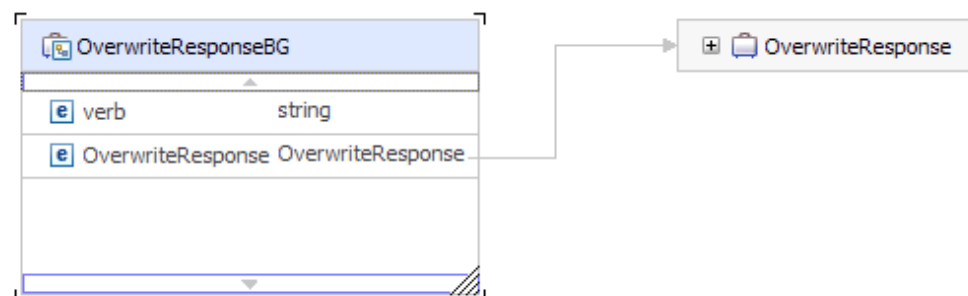 OverwriteResponseBG
OverwriteResponse
e verb string
e OverwriteResponse OverwriteResponse